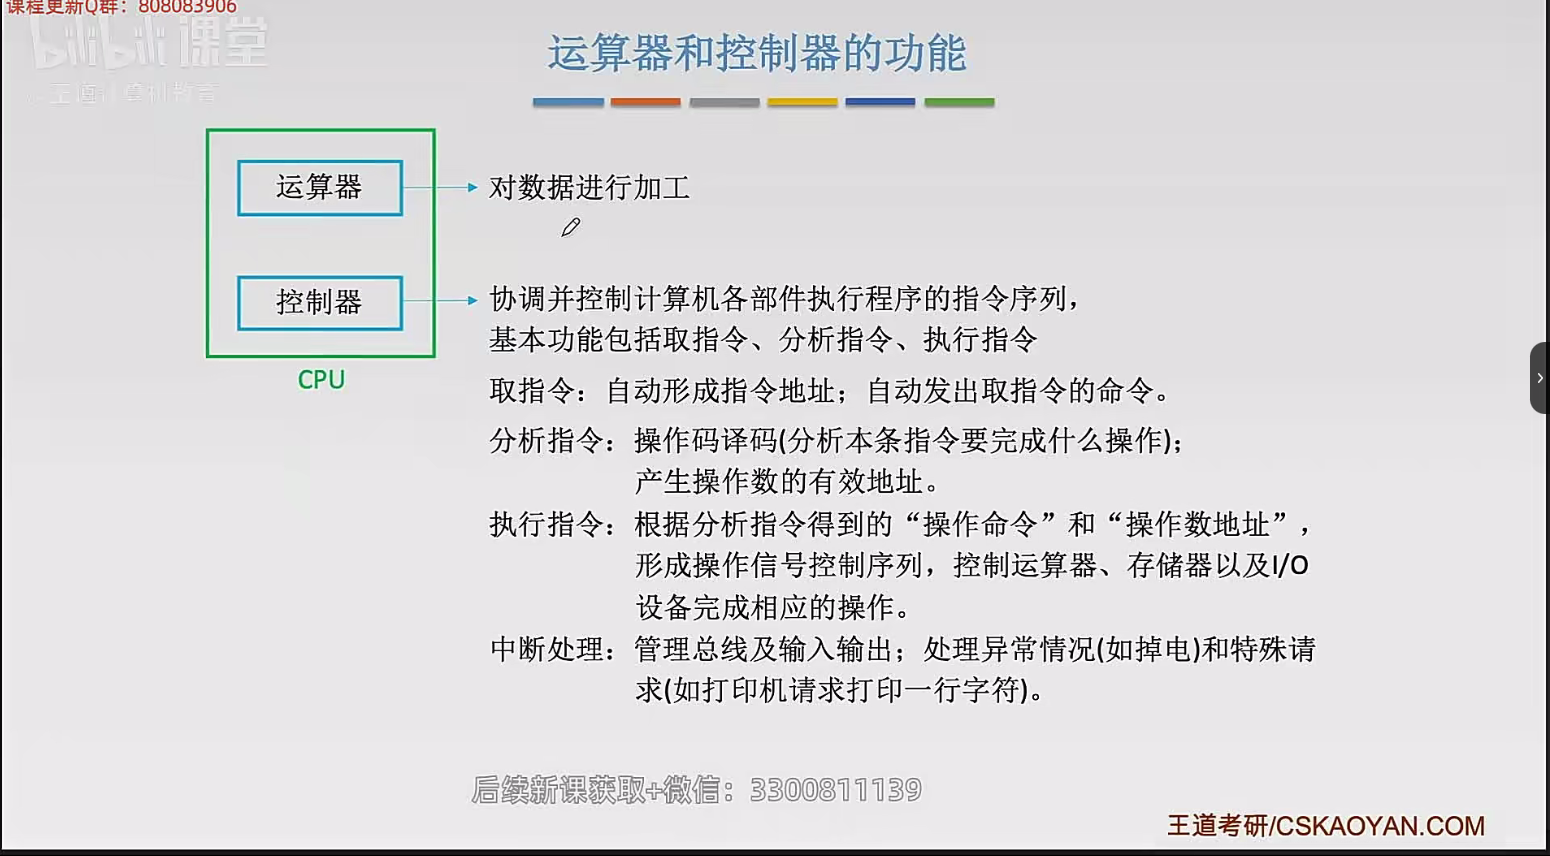 课程更新Q群：808083906
bilibili 课堂
王道计算机教育
运算器和控制器的功能
运算器
对数据进行加工
控制器
协调并控制计算机各部件执行程序的指令序列，
基本功能包括取指令、分析指令、执行指令
CPU
取指令：自动形成指令地址；自动发出取指令的命令。
分析指令：操作码译码(分析本条指令要完成什么操作)；
产生操作数的有效地址。
执行指令：根据分析指令得到的“操作命令”和“操作数地址”，
形成操作信号控制序列，控制运算器、存储器以及I/O
设备完成相应的操作。
中断处理：管理总线及输入输出；处理异常情况(如掉电)和特殊请
求(如打印机请求打印一行字符)。
后续新课获取+微信：3300811139
王道考研/CSKAOYAN.COM